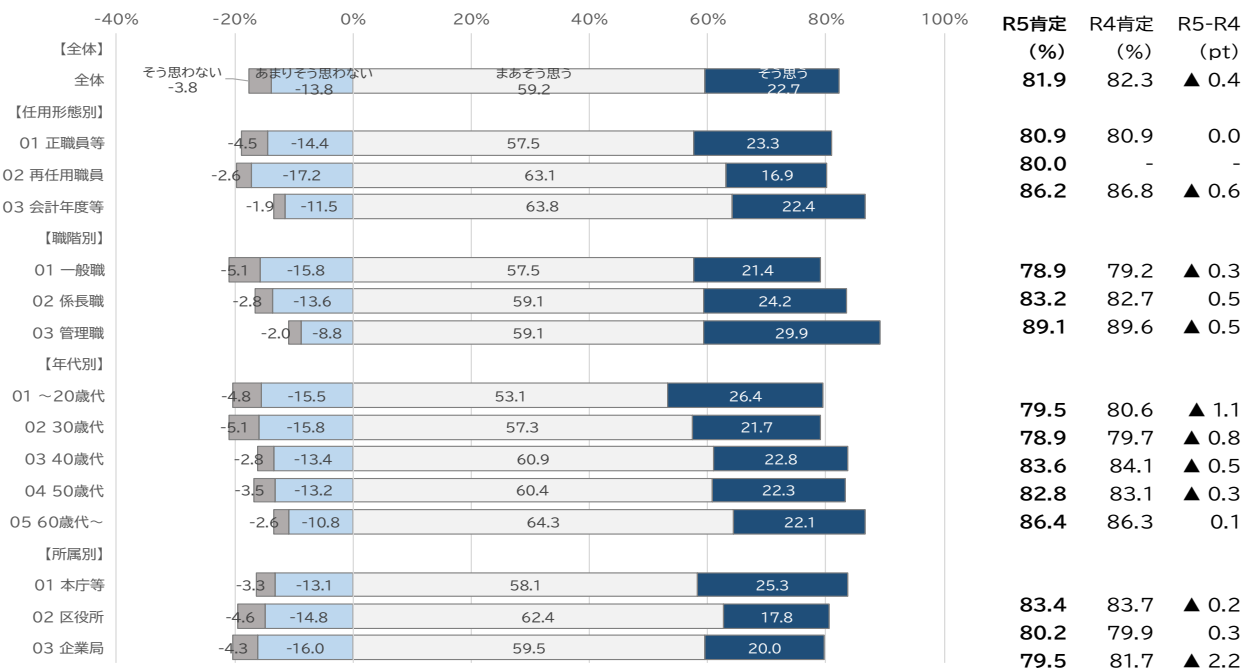 -40% -20% 0% 20% 40% 60% 80% 100% R5肯定 R4肯定 R5-R4
(%) (%) (pt)
【全体】
全体 そう思わない -3.8 あまりそう思わない -13.8 まあそう思う 59.2 そう思う 22.7 81.9 82.3 ▲ 0.4
【任用形態別】
01 正職員等 -4.5 -14.4 57.5 23.3 80.9 80.9 0.0
02 再任用職員 -2.6 -17.2 63.1 16.9 80.0 - -
03 会計年度等 -1.9 -11.5 63.8 22.4 86.2 86.8 ▲ 0.6
【職階別】
01 一般職 -5.1 -15.8 57.5 21.4 78.9 79.2 ▲ 0.3
02 係長職 -2.8 -13.6 59.1 24.2 83.2 82.7 0.5
03 管理職 -2.0 -8.8 59.1 29.9 89.1 89.6 ▲ 0.5
【年代別】
01 ～20歳代 -4.8 -15.5 53.1 26.4 79.5 80.6 ▲ 1.1
02 30歳代 -5.1 -15.8 57.3 21.7 78.9 79.7 ▲ 0.8
03 40歳代 -2.8 -13.4 60.9 22.8 83.6 84.1 ▲ 0.5
04 50歳代 -3.5 -13.2 60.4 22.3 82.8 83.1 ▲ 0.3
05 60歳代～ -2.6 -10.8 64.3 22.1 86.4 86.3 0.1
【所属別】
01 本庁等 -3.3 -13.1 58.1 25.3 83.4 83.7 ▲ 0.2
02 区役所 -4.6 -14.8 62.4 17.8 80.2 79.9 0.3
03 企業局 -4.3 -16.0 59.5 20.0 79.5 81.7 ▲ 2.2